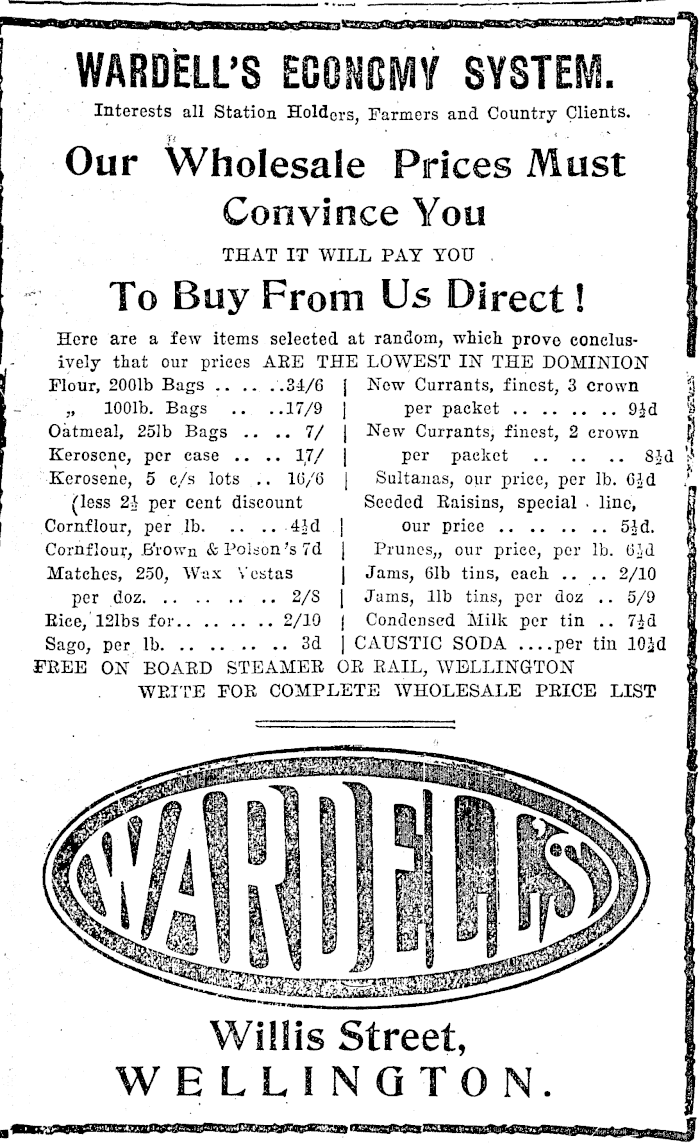 WARDELL'S ECONOMY SYSTEM.
Interests all Station Holders, Farmers and Country Clients.
Our Wholesale Prices Must
Convince You
THAT IT WILL PAY YOU
To Buy From Us Direct!
Here are a few items selected at random, which prove conclus-
ively that our prices ARE THE LOWEST IN THE DOMINION
Flour, 200lb Bags .. .. ..34/6
„ 100lb. Bags .. ..17/9
Oatmeal, 25lb Bags .. .. 7/
Kerosene, per case .. .. 17/
Kerosene, 5 c/s lots .. 16/6
(less 2½ per cent discount
Cornflour, per lb. .. .. 4½d
Cornflour, Brown & Polson's 7d
Matches, 250, Wax Vestas
per doz. .. .. .. .. 2/8
Rice, 12lbs for.. .. .. .. 2/10
Sago, per lb. .. .. .. .. 3d
New Currants, finest, 3 crown
per packet .. .. .. .. 9½d
New Currants, finest, 2 crown
per packet .. .. .. 8½d
Sultanas, our price, per lb. 6½d
Seeded Raisins, special line,
our price .. .. .. .. 5½d.
Prunes,, our price, per lb. 6½d
Jams, 6lb tins, each .. .. 2/10
Jams, 1lb tins, per doz .. 5/9
Condensed Milk per tin .. 7½d
CAUSTIC SODA ....per tin 10½d
FREE ON BOARD STEAMER OR RAIL, WELLINGTON
WRITE FOR COMPLETE WHOLESALE PRICE LIST
WARDELL'S
Willis Street,
WELLINGTON.